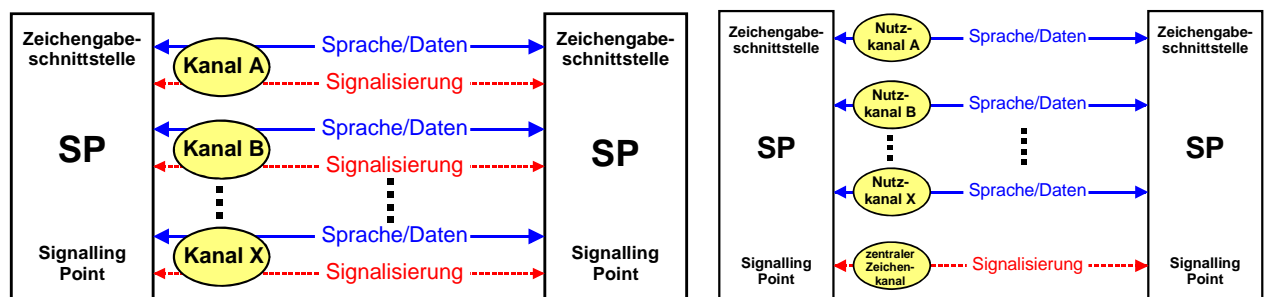 Zeichengabe-
schnittstelle
SP
Signalling
Point
Kanal A
Sprache/Daten
Signalisierung
Kanal B
Sprache/Daten
Signalisierung
Kanal X
Sprache/Daten
Signalisierung
Zeichengabe-
schnittstelle
SP
Signalling
Point
Zeichengabe-
schnittstelle
SP
Signalling
Point
Nutz-
kanal A
Sprache/Daten
Nutz-
kanal B
Sprache/Daten
Nutz-
kanal X
Sprache/Daten
zentraler
Zeichen-
kanal
Signalisierung
Zeichengabe-
schnittstelle
SP
Signalling
Point